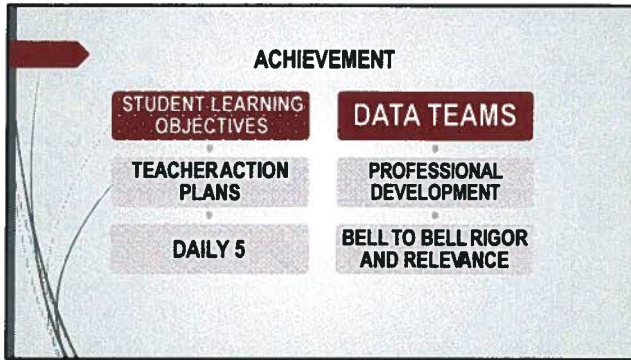 ACHIEVEMENT
STUDENT LEARNING
OBJECTIVES
TEACHER ACTION
PLANS
DAILY 5
DATA TEAMS
PROFESSIONAL
DEVELOPMENT
BELL TO BELL RIGOR
AND RELEVANCE